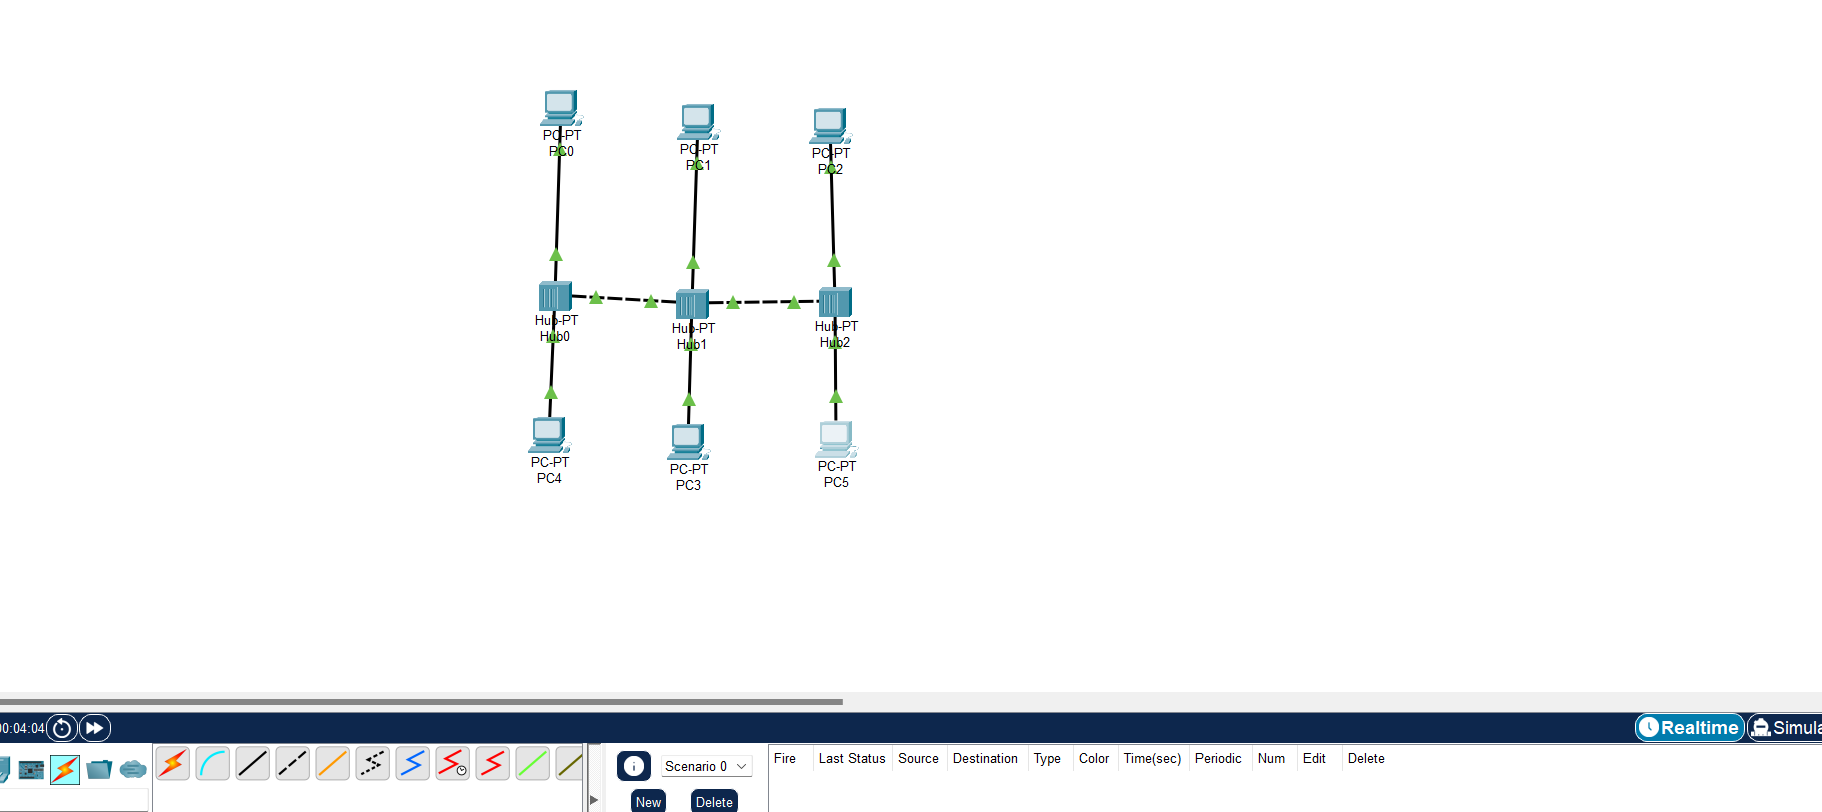 PC-PT
PC0
PC-PT
PC1
PC-PT
PC2
Hub-PT
Hub0
Hub-PT
Hub1
Hub-PT
Hub2
PC-PT
PC4
PC-PT
PC3
PC-PT
PC5
00:04:04
Realtime
Simula
Scenario 0
New
Delete
Fire Last Status Source Destination Type Color Time(sec) Periodic Num Edit Delete